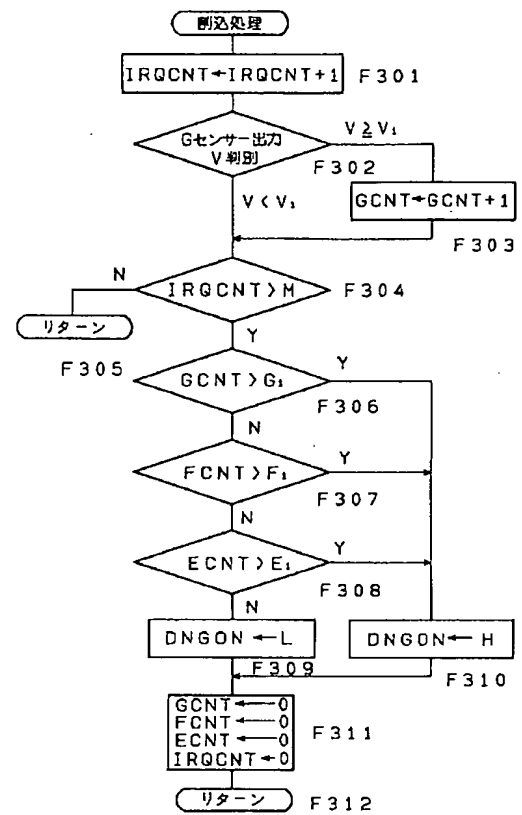 割込処理
IRQCNT←IRQCNT+1
F301
Gセンサー出力
V判別
V≧V₁
F302
V<V₁
GCNT←GCNT+1
F303
N
IRQCNT>M
F304
リターン
Y
F305
GCNT>G₁
Y
F306
N
FCNT>F₁
Y
F307
N
ECNT>E₁
Y
F308
N
DNGON←L
DNGON←H
F309
F310
GCNT←0
FCNT←0
ECNT←0
IRQCNT←0
F311
リターン
F312